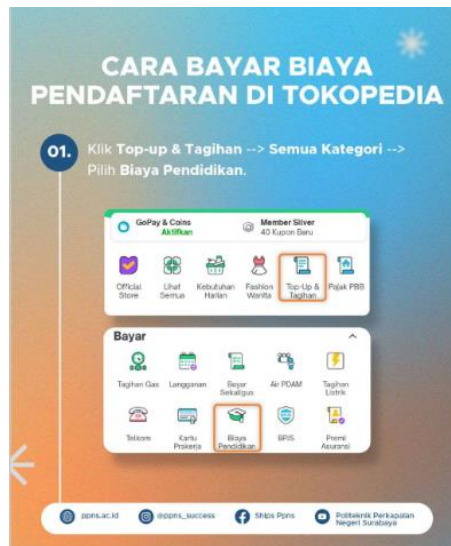 CARA BAYAR BIAYA
PENDAFTARAN DI TOKOPEDIA
01.
Klik Top-up & Tagihan --> Semua Kategori -->
Pilih Biaya Pendidikan.
GoPay & Coins
Aktifkan
Member Silver
40 Kupon Baru
Official
Store
Lihat
Semua
Kebutuhan
Harian
Fashion
Wanita
Top-Up &
Tagihan
Pajak PBB
Bayar
Tagihan Gas
Langganan
Bayar
Sekaligus
Air PDAM
Tagihan
Listrik
Telkom
Kartu
Prakerja
Biaya
Pendidikan
BPJS
Premi
Asuransi
ppns.ac.id
@ppns_success
Ships Ppns
Politeknik Perkapalan
Negeri Surabaya